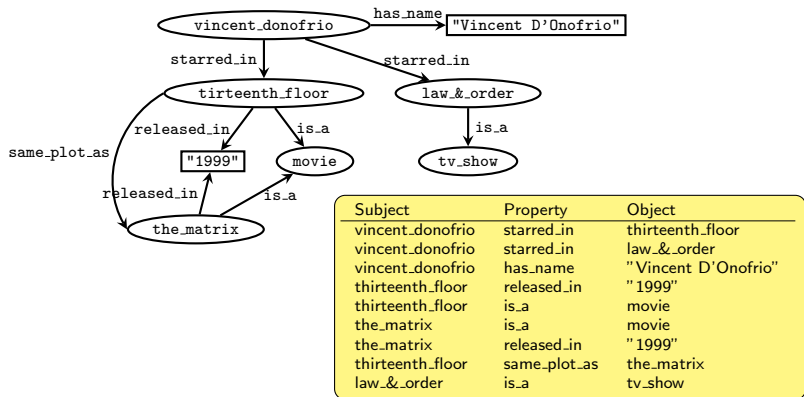 vincent_donofrio
has_name
"Vincent D'Onofrio"
starred_in
starred_in
tirteenth_floor
law_&_order
released_in
is_a
is_a
same_plot_as
"1999"
movie
tv_show
released_in
is_a
the_matrix
Subject Property Object
vincent_donofrio starred_in thirteenth_floor
vincent_donofrio starred_in law_&_order
vincent_donofrio has_name "Vincent D'Onofrio"
thirteenth_floor released_in "1999"
thirteenth_floor is_a movie
the_matrix is_a movie
the_matrix released_in "1999"
thirteenth_floor same_plot_as the_matrix
law_&_order is_a tv_show